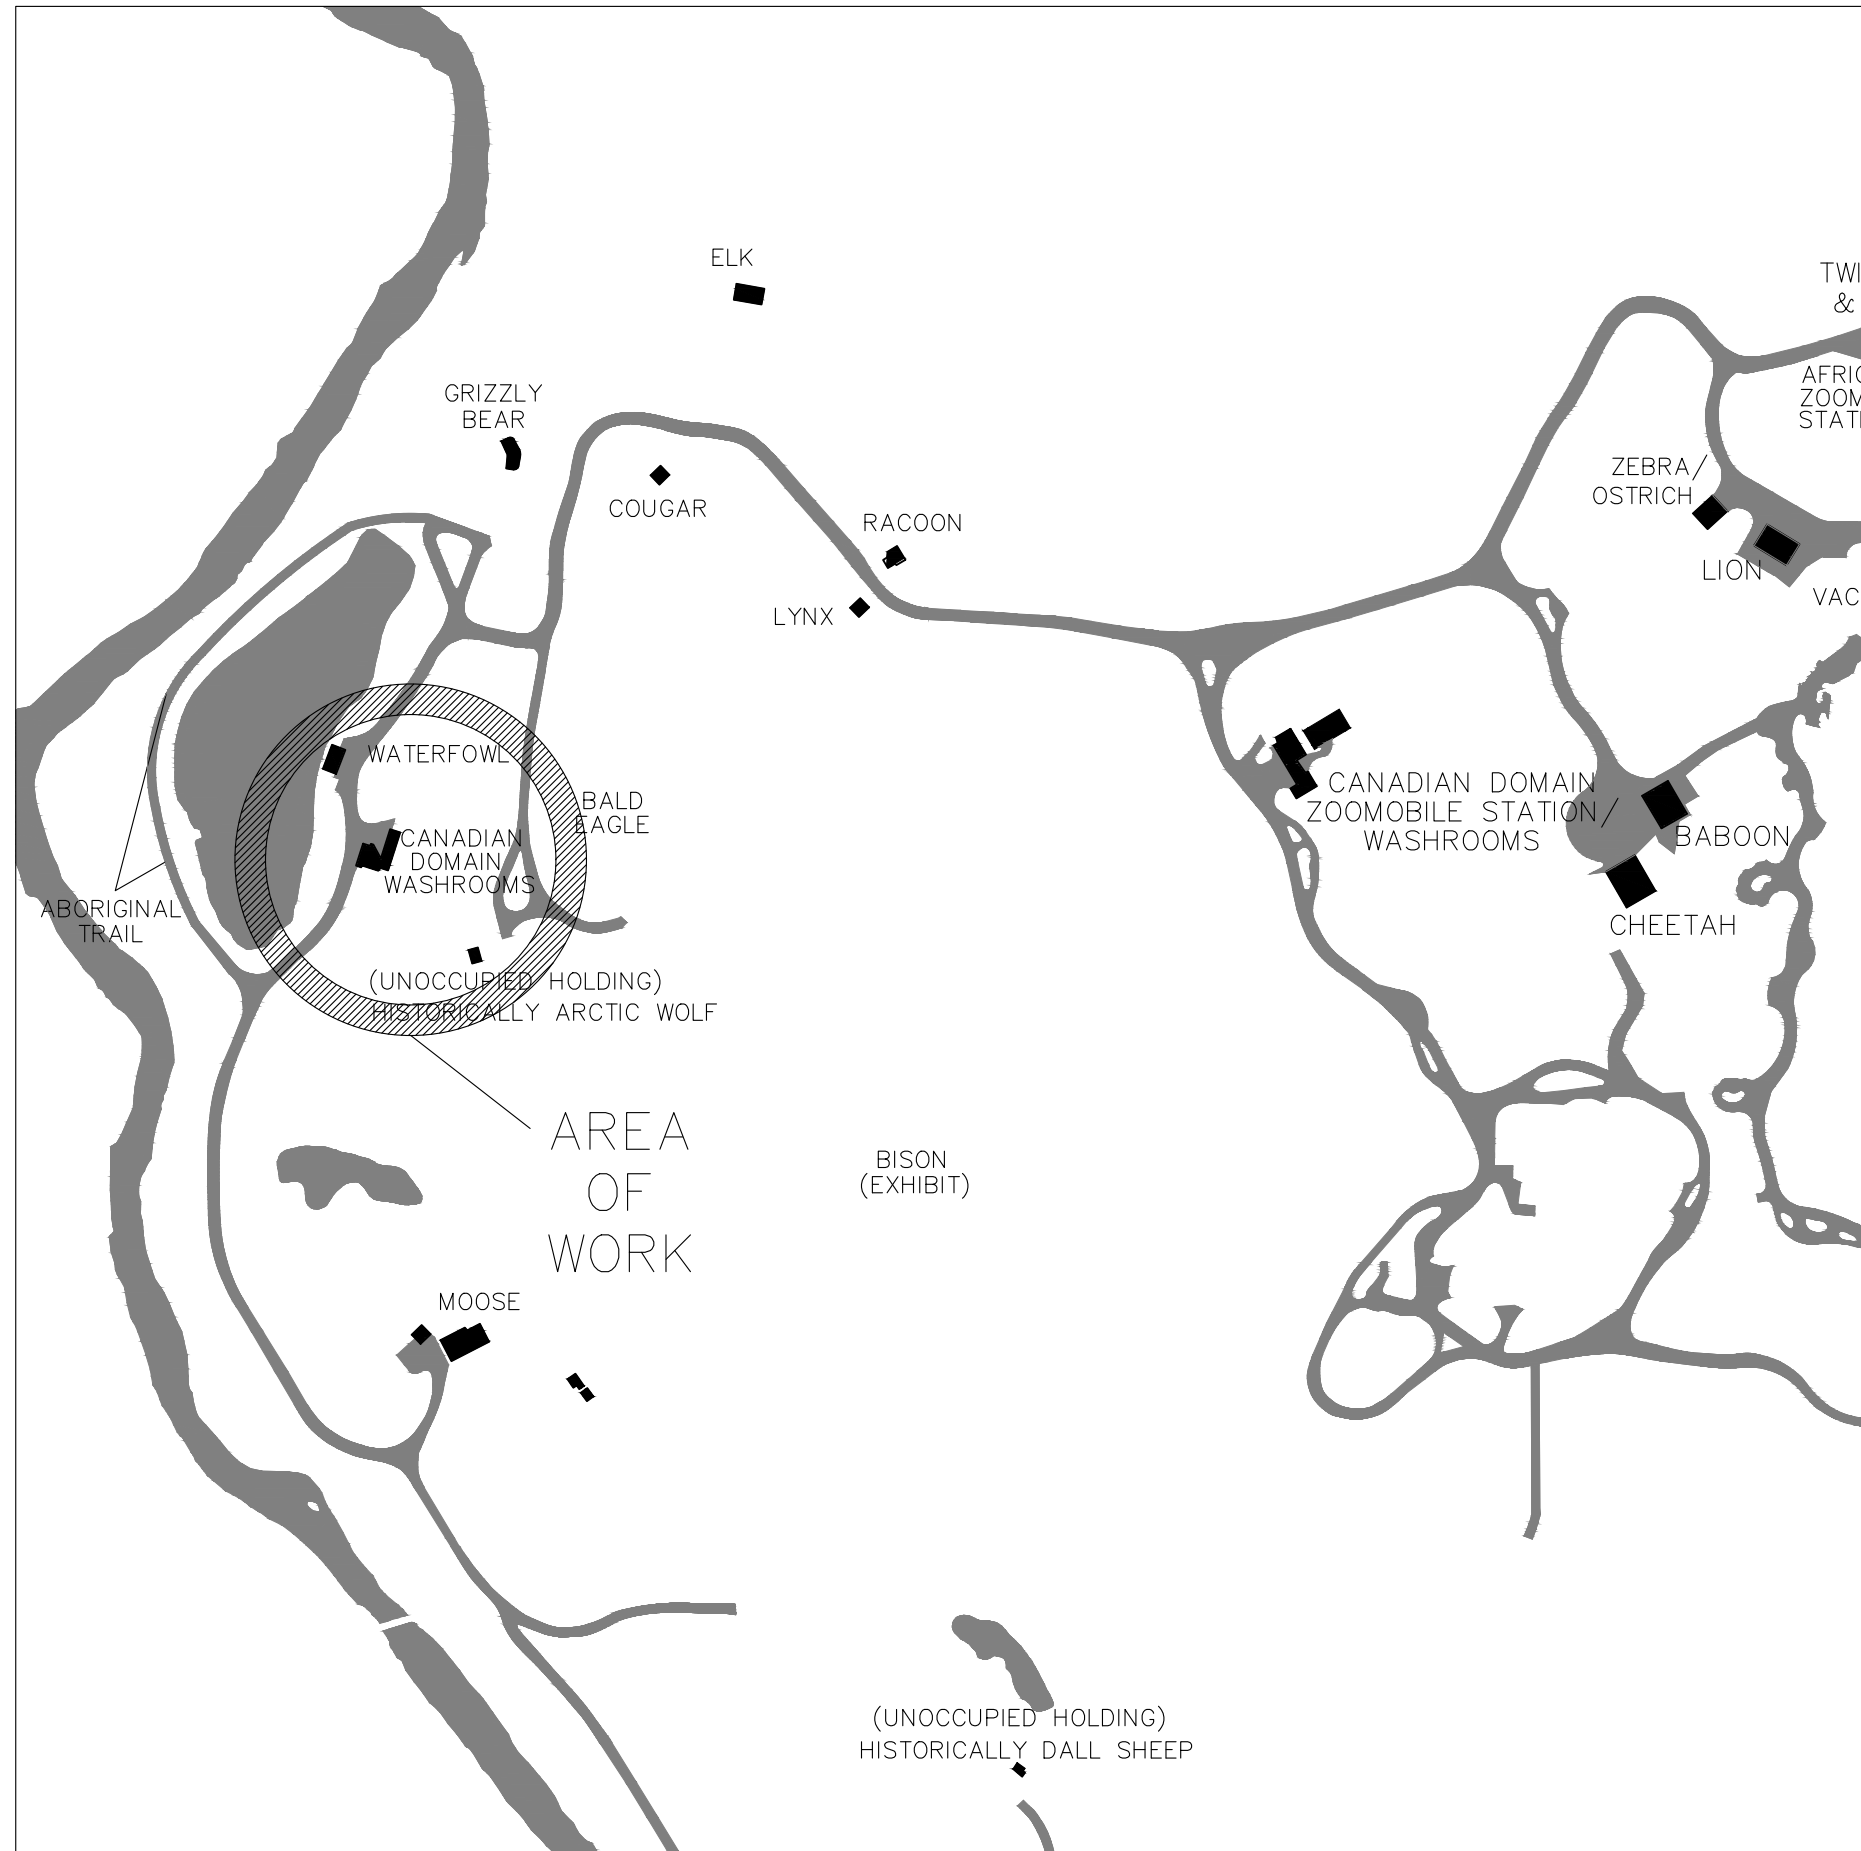 ELK
TWI
&
GRIZZLY
BEAR
AFRIC
ZOOM
STATI
ZEBRA/
OSTRICH
COUGAR
RACOON
LION
VAC
LYNX
WATERFOWL
BALD
EAGLE
CANADIAN DOMAIN
ZOOMOBILE STATION/
WASHROOMS
BABOON
CANADIAN
DOMAIN
WASHROOMS
ABORIGINAL
TRAIL
CHEETAH
(UNOCCUPIED HOLDING)
HISTORICALLY ARCTIC WOLF
AREA
OF
WORK
BISON
(EXHIBIT)
MOOSE
(UNOCCUPIED HOLDING)
HISTORICALLY DALL SHEEP